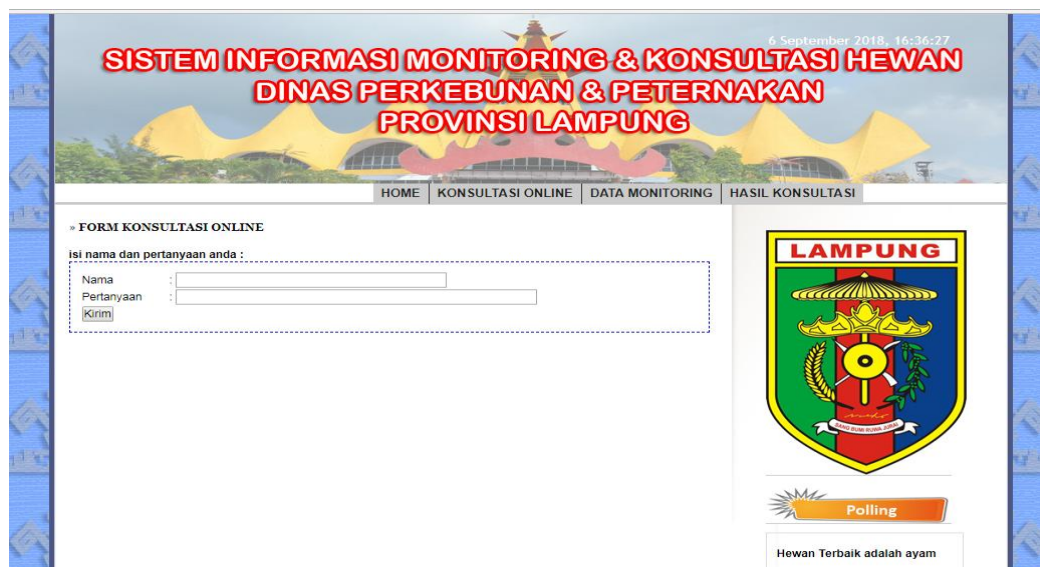 6 September 2018, 16:36:27
SISTEM INFORMASI MONITORING & KONSULTASI HEWAN
DINAS PERKEBUNAN & PETERNAKAN
PROVINSI LAMPUNG
HOME KONSULTASI ONLINE DATA MONITORING HASIL KONSULTASI
» FORM KONSULTASI ONLINE
isi nama dan pertanyaan anda :
Nama :
Pertanyaan :
Kirim
LAMPUNG
SANG BUMI RUWA JURAI
Polling
Hewan Terbaik adalah ayam